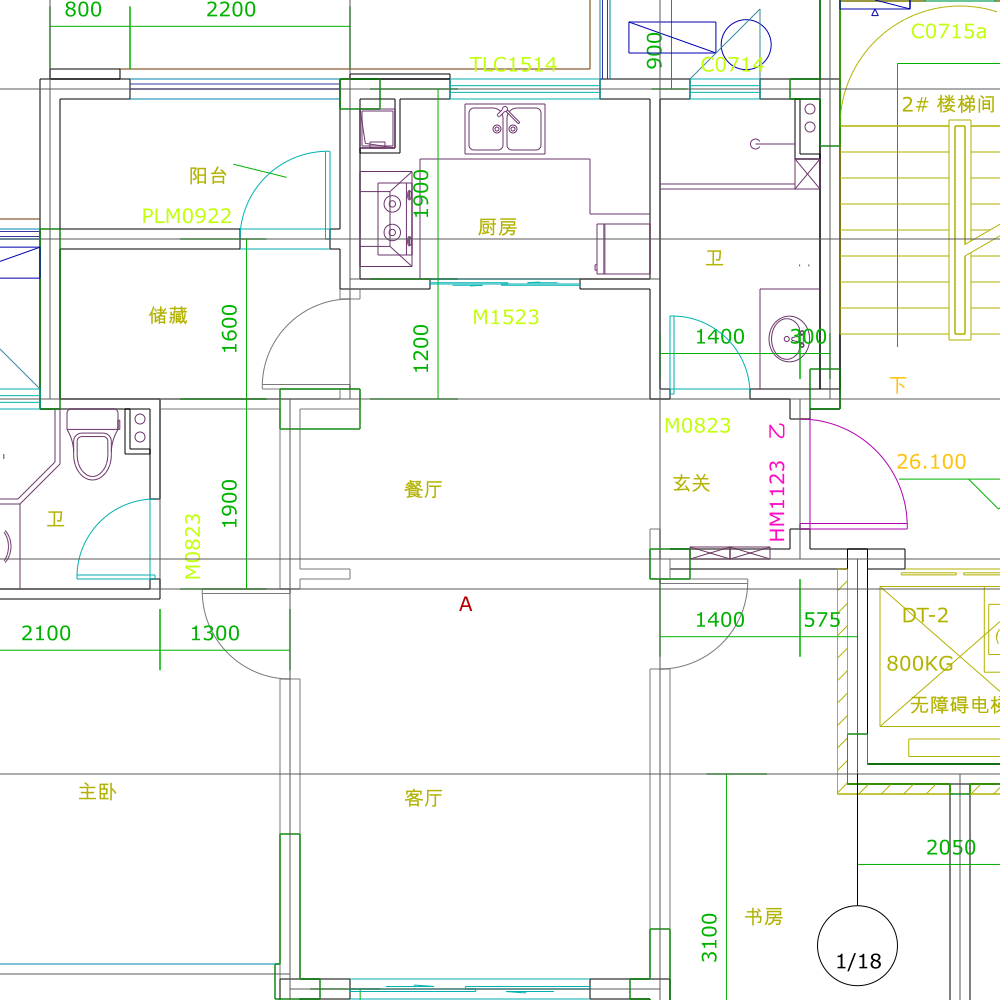 800
2200
C0715a
TLC1514
900
C0714
2# 楼梯间
阳台
1900
PLM0922
厨房
卫
储藏
1600
M1523
1200
1400
300
下
M0823
乙
26.100
餐厅
玄关
HM1123
1900
卫
M0823
A
DT-2
2100
1300
1400
575
800KG
无障碍电梯
主卧
客厅
2050
书房
3100
1/18